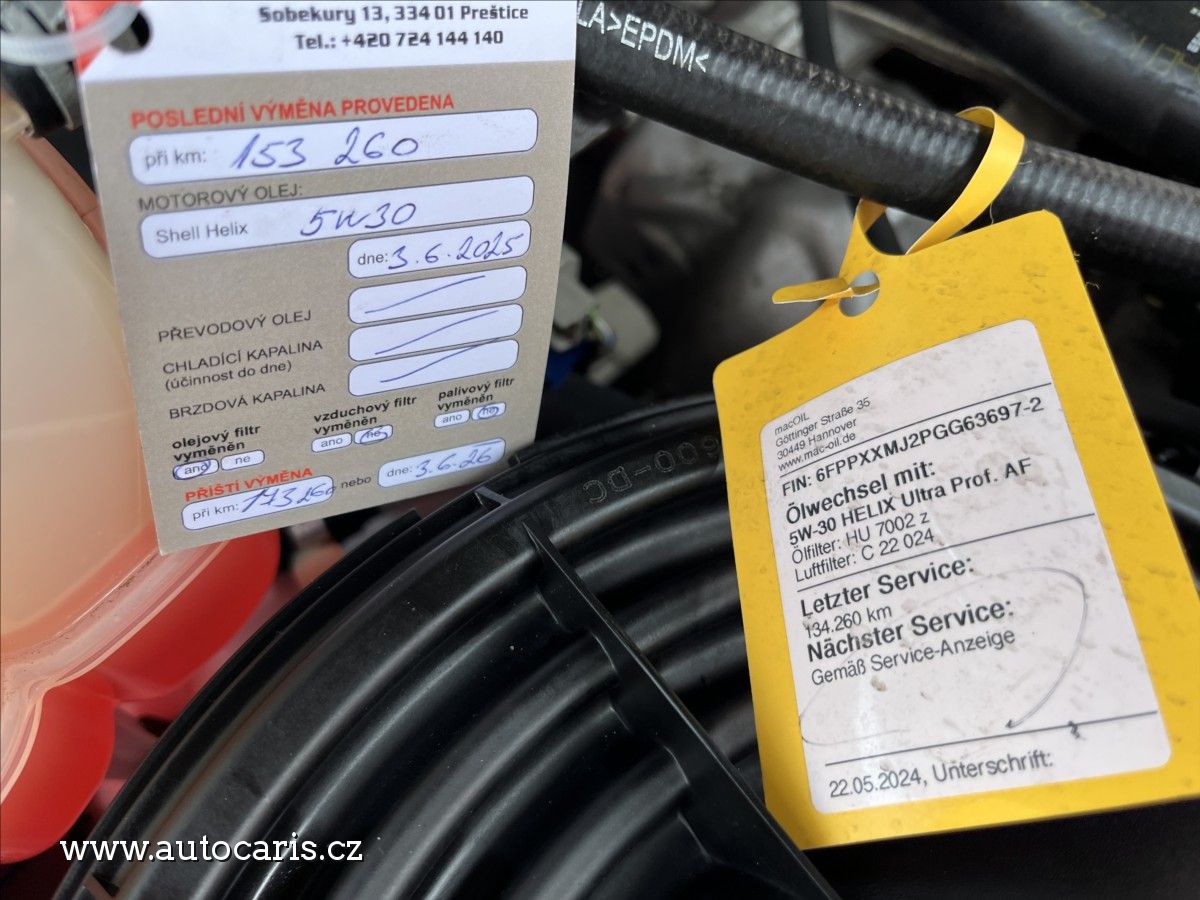 Sobekury 13, 334 01 Preštice
Tel.: +420 724 144 140
POSLEDNÍ VÝMĚNA PROVEDENA
při km: 153 260
MOTOROVÝ OLEJ:
Shell Helix 5W30
dne: 3.6.2025
PŘEVODOVÝ OLEJ
CHLADÍCÍ KAPALINA
(účinnost do dne)
BRZDOVÁ KAPALINA
olejový filtr
vyměněn
ano ne
vzduchový filtr
vyměněn
ano ne
palivový filtr
vyměněn
ano ne
PŘÍŠTÍ VÝMĚNA
při km: 173 260 nebo dne: 3.6.26
LA>EPDM<
macOIL
Göttinger Straße 35
30449 Hannover
www.mac-oil.de
FIN: 6FPPXXMJ2PGG63697-2
Ölwechsel mit:
5W-30 HELIX Ultra Prof. AF
Ölfilter: HU 7002 z
Luftfilter: C 22 024
Letzter Service:
134.260 km
Nächster Service:
Gemäß Service-Anzeige
22.05.2024, Unterschrift:
www.autocaris.cz